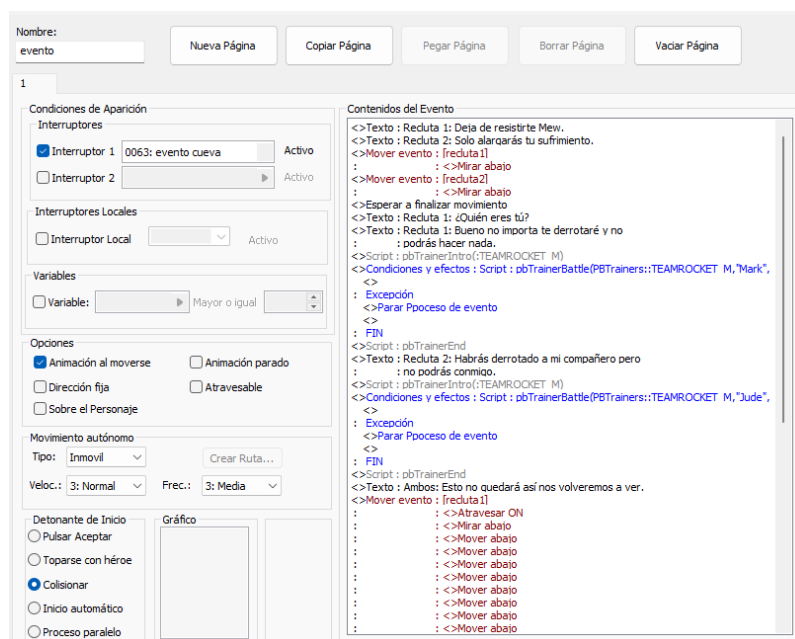 Nombre:
evento
Nueva Página
Copiar Página
Pegar Página
Borrar Página
Vaciar Página
1
Condiciones de Aparición
Interruptores
Interruptor 1
0063: evento cueva
Activo
Interruptor 2
Activo
Interruptores Locales
Interruptor Local
Activo
Variables
Variable:
Mayor o igual
Opciones
Animación al moverse
Animación parado
Dirección fija
Atravesable
Sobre el Personaje
Movimiento autónomo
Tipo:
Inmovil
Crear Ruta...
Veloc.:
3: Normal
Frec.:
3: Media
Detonante de Inicio
Pulsar Aceptar
Toparse con héroe
Colisionar
Inicio automático
Proceso paralelo
Gráfico
Contenidos del Evento
<>Texto : Recluta 1: Deja de resistirte Mew.
<>Texto : Recluta 2: Solo alargarás tu sufrimiento.
<>Mover evento : [recluta1]
: : <>Mirar abajo
<>Mover evento : [recluta2]
: : <>Mirar abajo
<>Esperar a finalizar movimiento
<>Texto : Recluta 1: ¿Quién eres tú?
<>Texto : Recluta 1: Bueno no importa te derrotaré y no
: : podrás hacer nada.
<>Script : pbTrainerIntro(:TEAMROCKET_M)
<>Condiciones y efectos : Script : pbTrainerBattle(PBTrainers::TEAMROCKET_M,"Mark",
<>
: Excepción
<>Parar Ppoceso de evento
<>
: FIN
<>Script : pbTrainerEnd
<>Texto : Recluta 2: Habrás derrotado a mi compañero pero
: : no podrás conmigo.
<>Script : pbTrainerIntro(:TEAMROCKET_M)
<>Condiciones y efectos : Script : pbTrainerBattle(PBTrainers::TEAMROCKET_M,"Jude",
<>
: Excepción
<>Parar Ppoceso de evento
<>
: FIN
<>Script : pbTrainerEnd
<>Texto : Ambos: Esto no quedará así nos volveremos a ver.
<>Mover evento : [recluta1]
: : <>Atravesar ON
: : <>Mirar abajo
: : <>Mover abajo
: : <>Mover abajo
: : <>Mover abajo
: : <>Mover abajo
: : <>Mover abajo
: : <>Mover abajo
: : <>Mover abajo